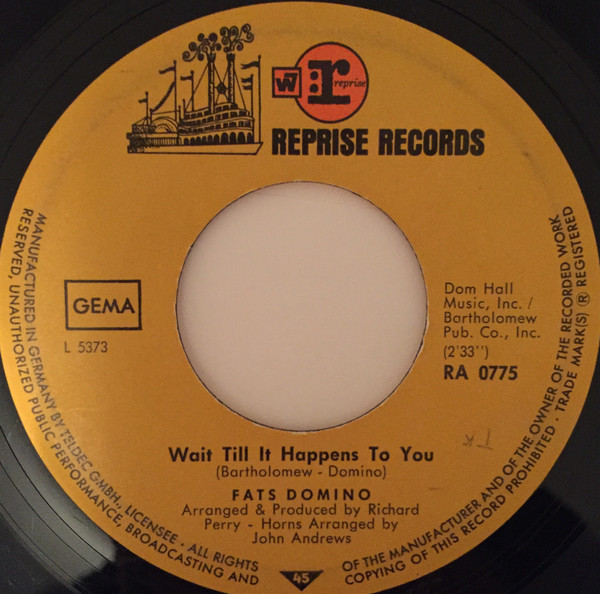 W7
r
reprise
REPRISE RECORDS
GEMA
L 5373
Dom Hall
Music, Inc. /
Bartholomew
Pub. Co., Inc.
(2'33'')
RA 0775
Wait Till It Happens To You
(Bartholomew - Domino)
FATS DOMINO
Arranged & Produced by Richard
Perry - Horns Arranged by
John Andrews
MANUFACTURED IN GERMANY BY TELDEC GMBH., LICENSEE · ALL RIGHTS
RESERVED, UNAUTHORIZED PUBLIC PERFORMANCE, BROADCASTING AND
OF THE MANUFACTURER AND OF THE OWNER OF THE RECORDED WORK
COPYING OF THIS RECORD PROHIBITED · TRADE MARK(S) ® REGISTERED
45